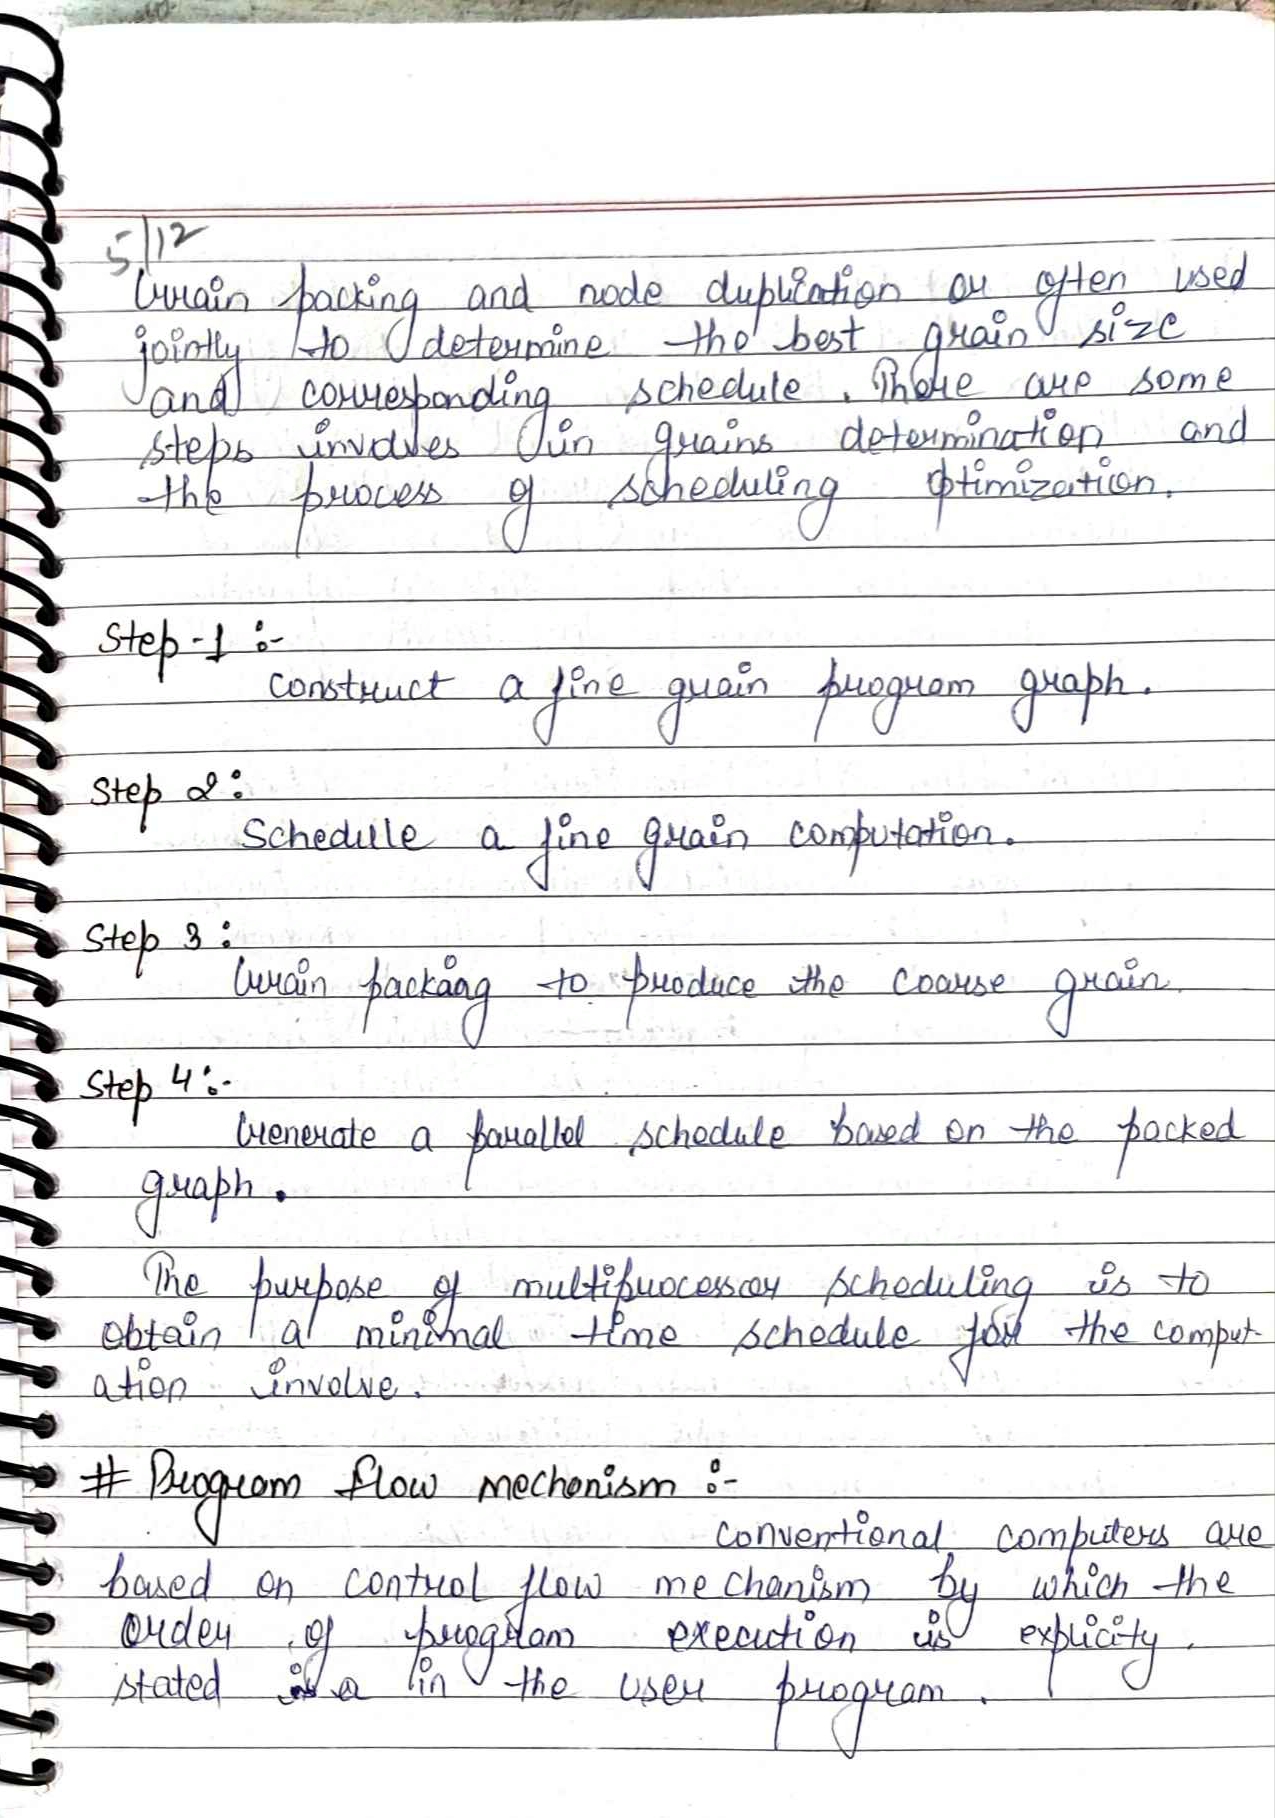 5/12
Grain packing and node duplication or often used
jointly to determine the best grain size
and corresponding schedule. There are some
steps involves in grains determination and
the process of scheduling optimization.
Step-1 :-
construct a fine grain program graph.
Step 2 :
Schedule a fine grain computation.
Step 3 :
Grain packing to produce the coarse grain.
Step 4 :-
Generate a parallel schedule based on the packed
graph.
The purpose of multiprocessor scheduling is to
obtain a minimal time schedule for the comput-
ation involve.
# Program flow mechanism :-
conventional computers are
based on control flow mechanism by which the
order of program execution is explicity
stated is a in the user program.